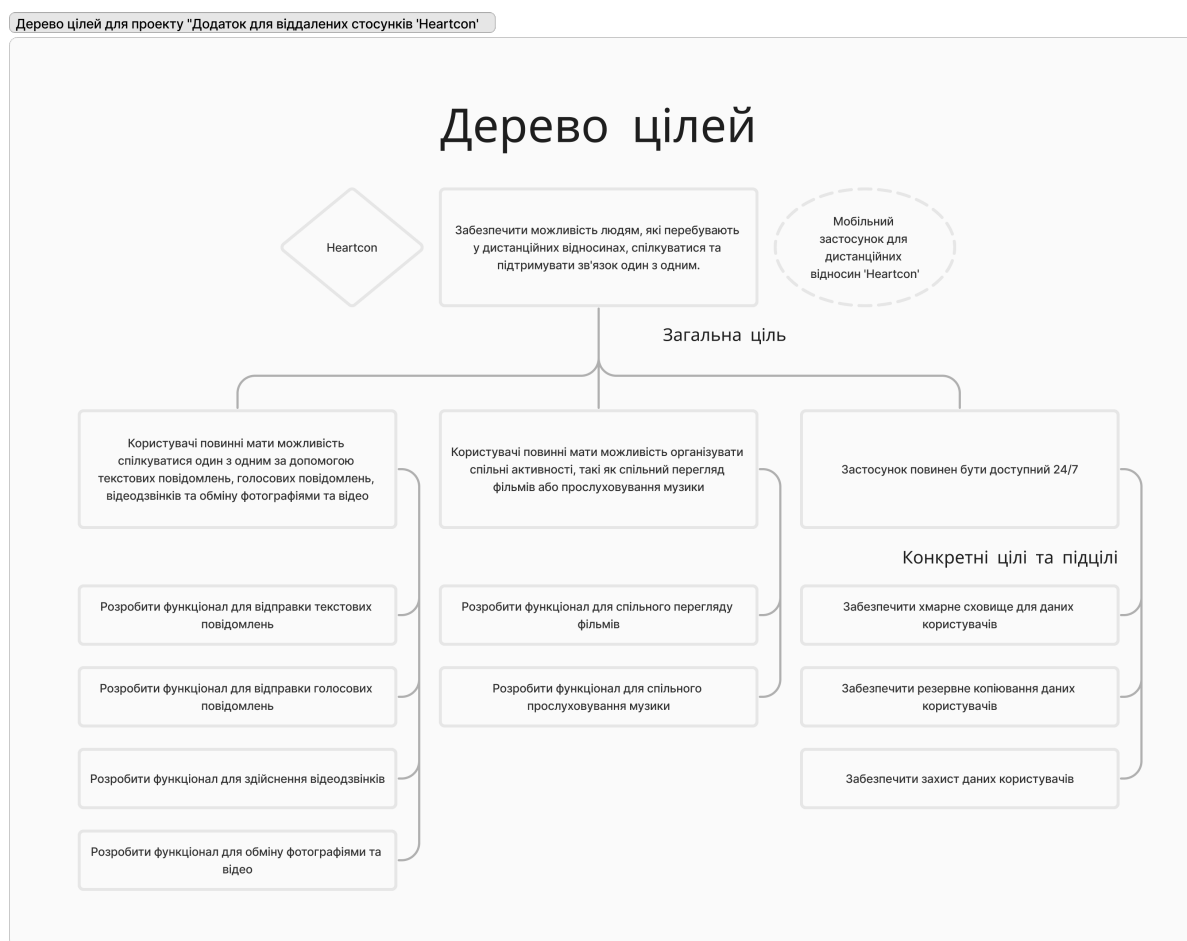 Дерево цілей для проекту "Додаток для віддалених стосунків 'Heartcon'
Дерево цілей
Heartcon
Забезпечити можливість людям, які перебувають
у дистанційних відносинах, спілкуватися та
підтримувати зв'язок один з одним.
Мобільний
застосунок для
дистанційних
відносин 'Heartcon'
Загальна ціль
Користувачі повинні мати можливість
спілкуватися один з одним за допомогою
текстових повідомлень, голосових повідомлень,
відеодзвінків та обміну фотографіями та відео
Користувачі повинні мати можливість організувати
спільні активності, такі як спільний перегляд
фільмів або прослуховування музики
Застосунок повинен бути доступний 24/7
Конкретні цілі та підцілі
Розробити функціонал для відправки текстових
повідомлень
Розробити функціонал для спільного перегляду
фільмів
Забезпечити хмарне сховище для даних
користувачів
Розробити функціонал для відправки голосових
повідомлень
Розробити функціонал для спільного
прослуховування музики
Забезпечити резервне копіювання даних
користувачів
Розробити функціонал для здійснення відеодзвінків
Забезпечити захист даних користувачів
Розробити функціонал для обміну фотографіями та
відео